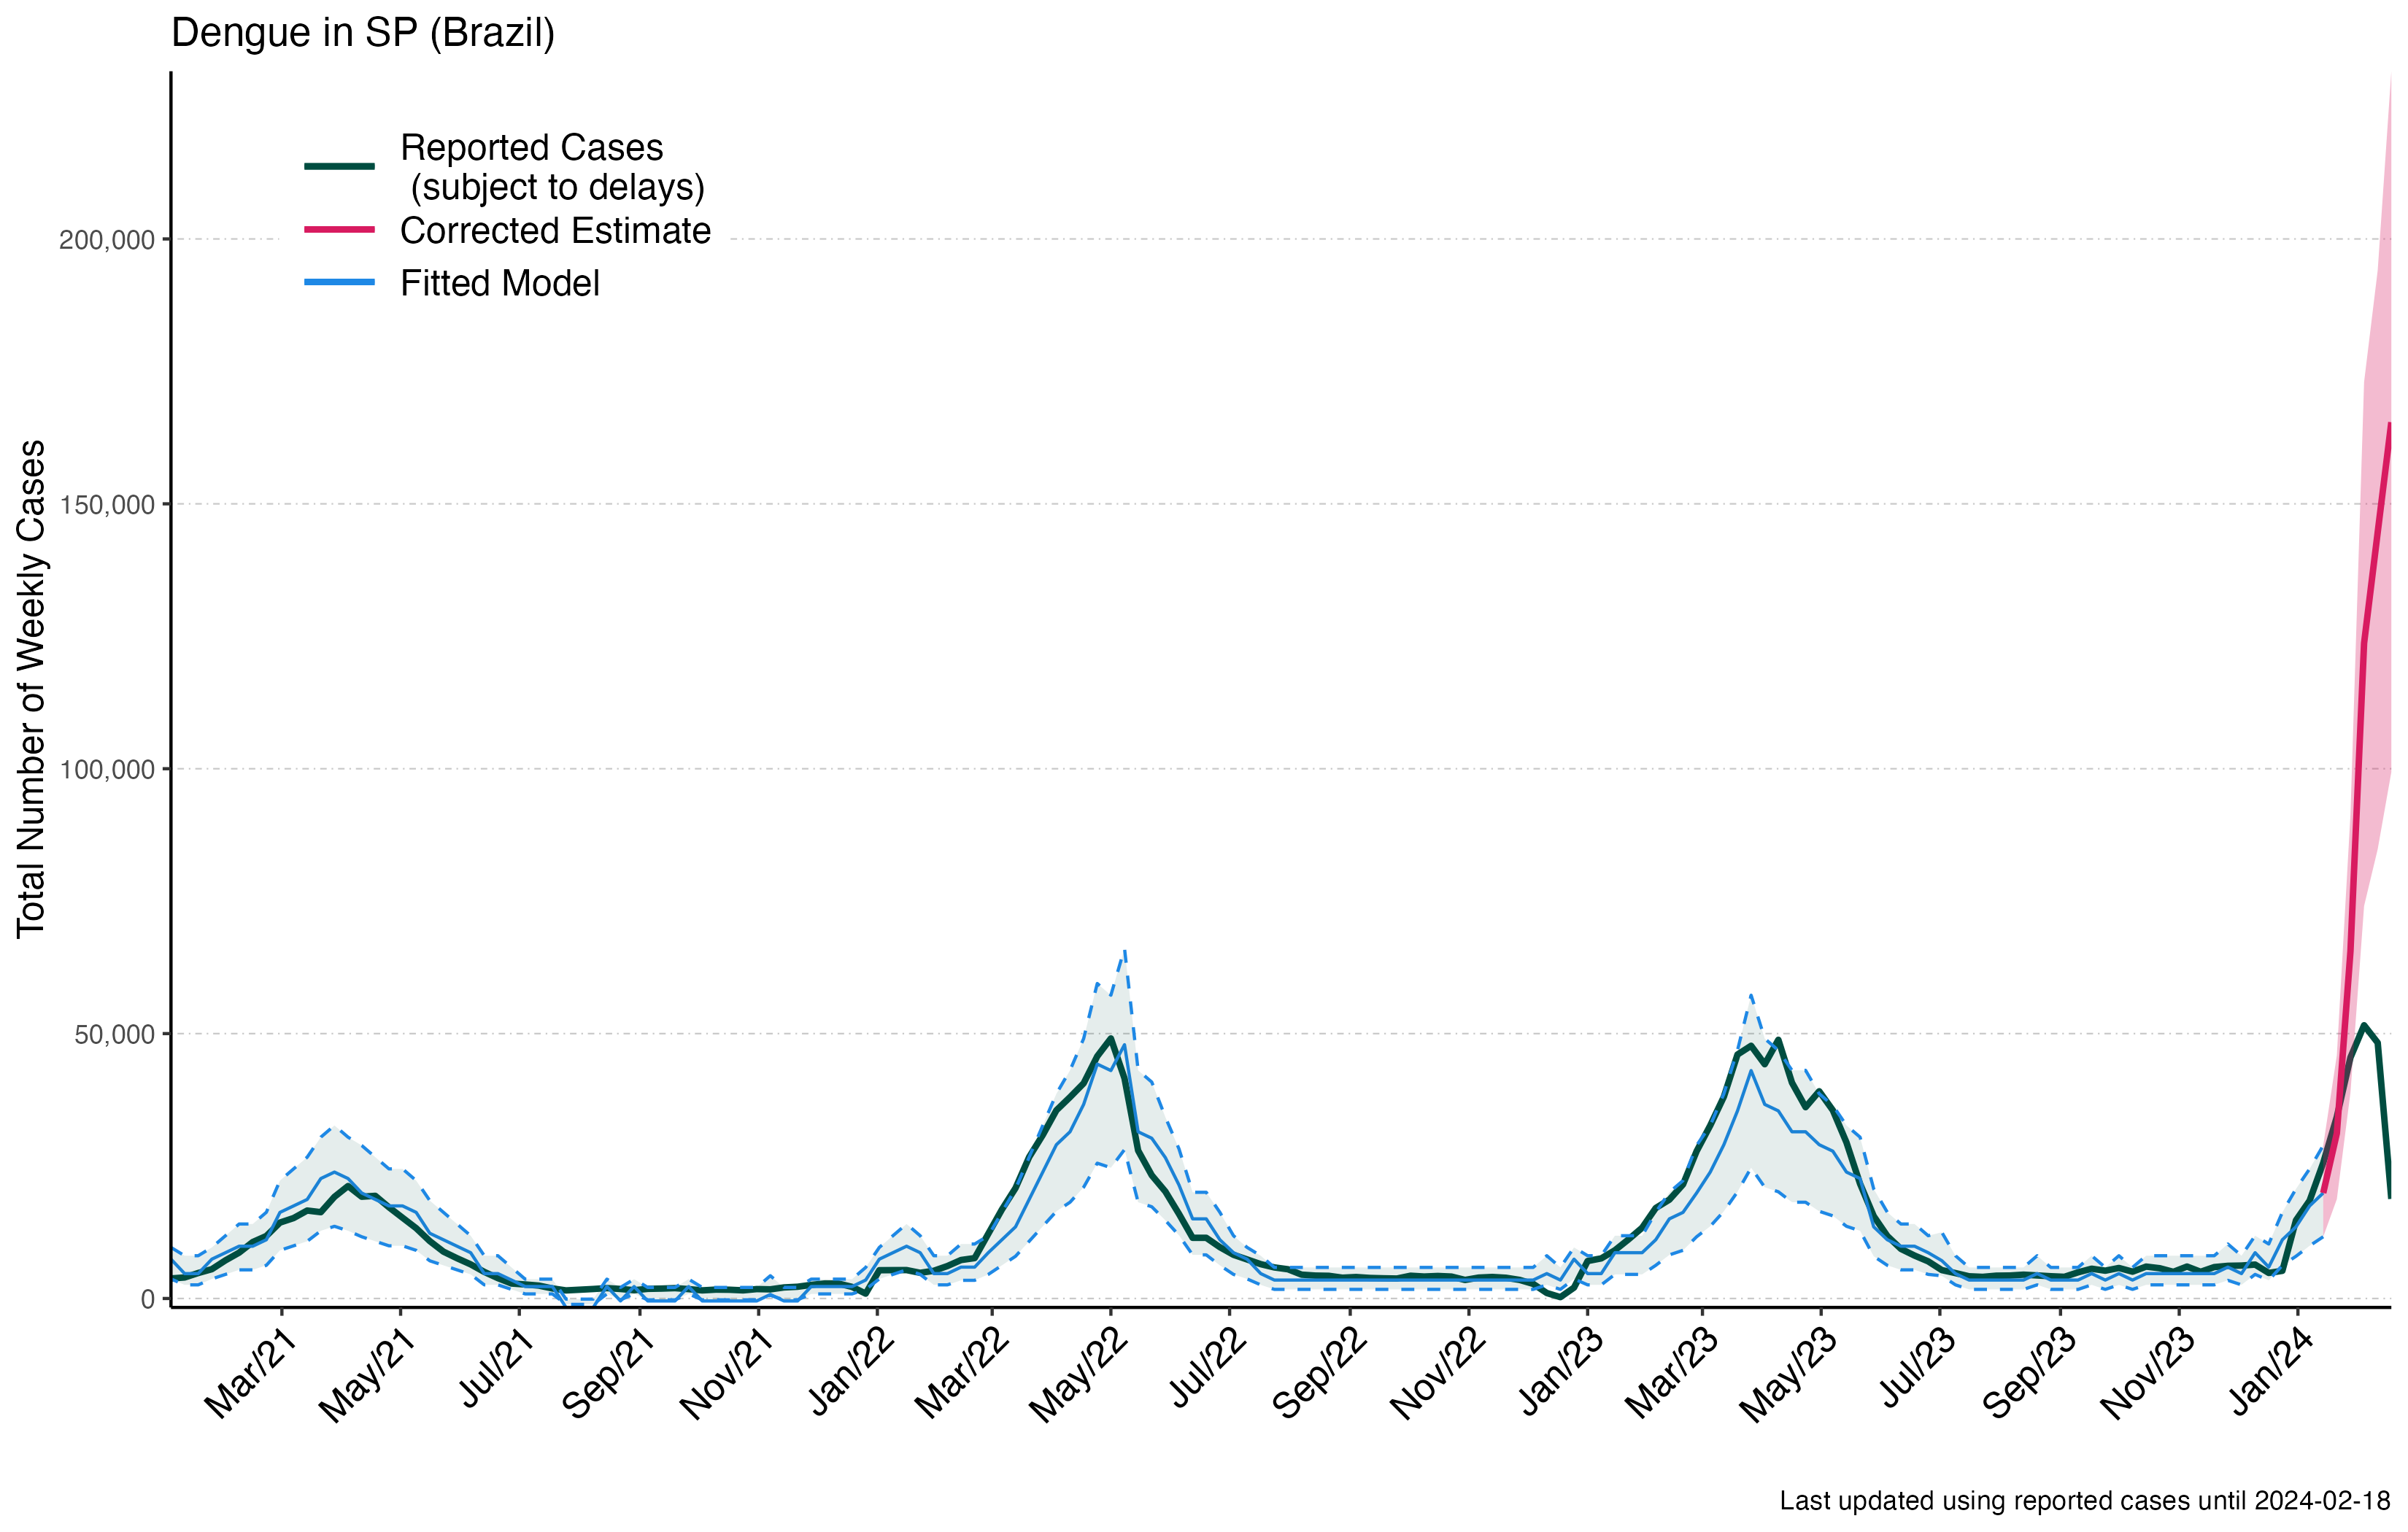 Dengue in SP (Brazil)
Reported Cases
(subject to delays)
Corrected Estimate
Fitted Model
Total Number of Weekly Cases
200,000
150,000
100,000
50,000
0
Mar/21
May/21
Jul/21
Sep/21
Nov/21
Jan/22
Mar/22
May/22
Jul/22
Sep/22
Nov/22
Jan/23
Mar/23
May/23
Jul/23
Sep/23
Nov/23
Jan/24
Last updated using reported cases until 2024-02-18